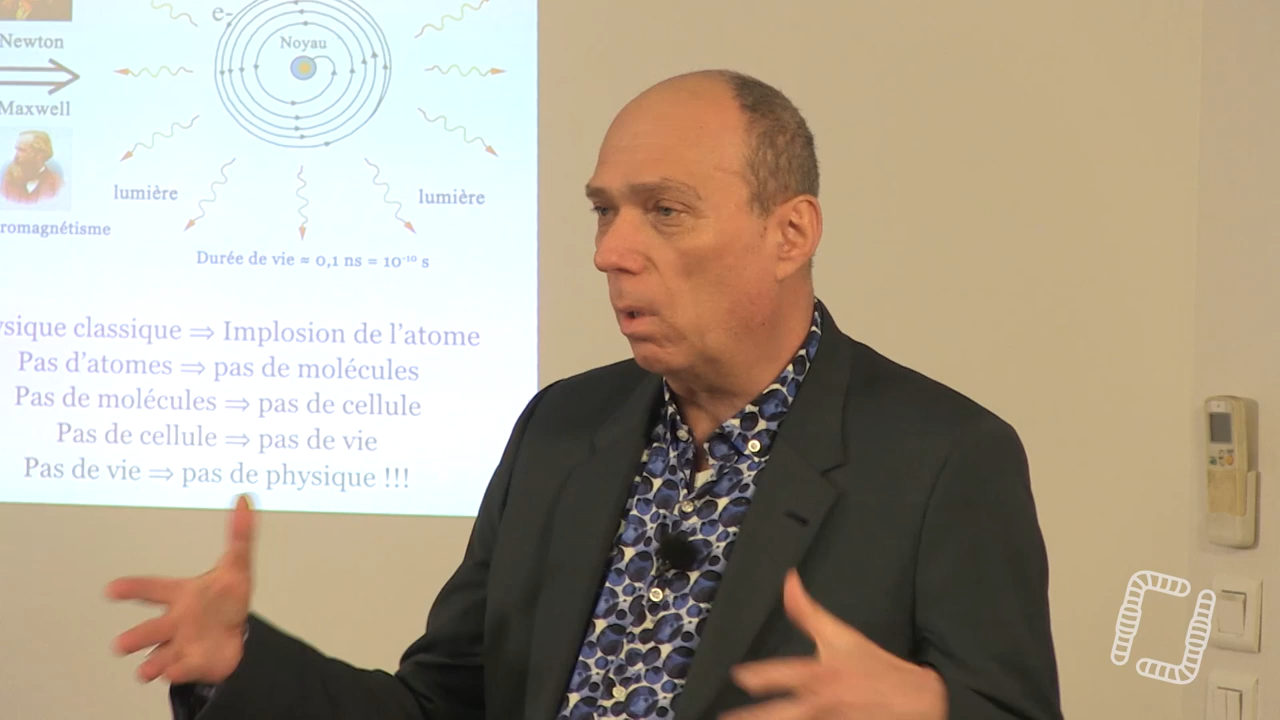 Newton
Maxwell
romagnétisme
e-
Noyau
lumière
lumière
Durée de vie ≈ 0,1 ns = 10⁻¹⁰ s
ysique classique ⇒ Implosion de l'atome
Pas d'atomes ⇒ pas de molécules
Pas de molécules ⇒ pas de cellule
Pas de cellule ⇒ pas de vie
Pas de vie ⇒ pas de physique !!!